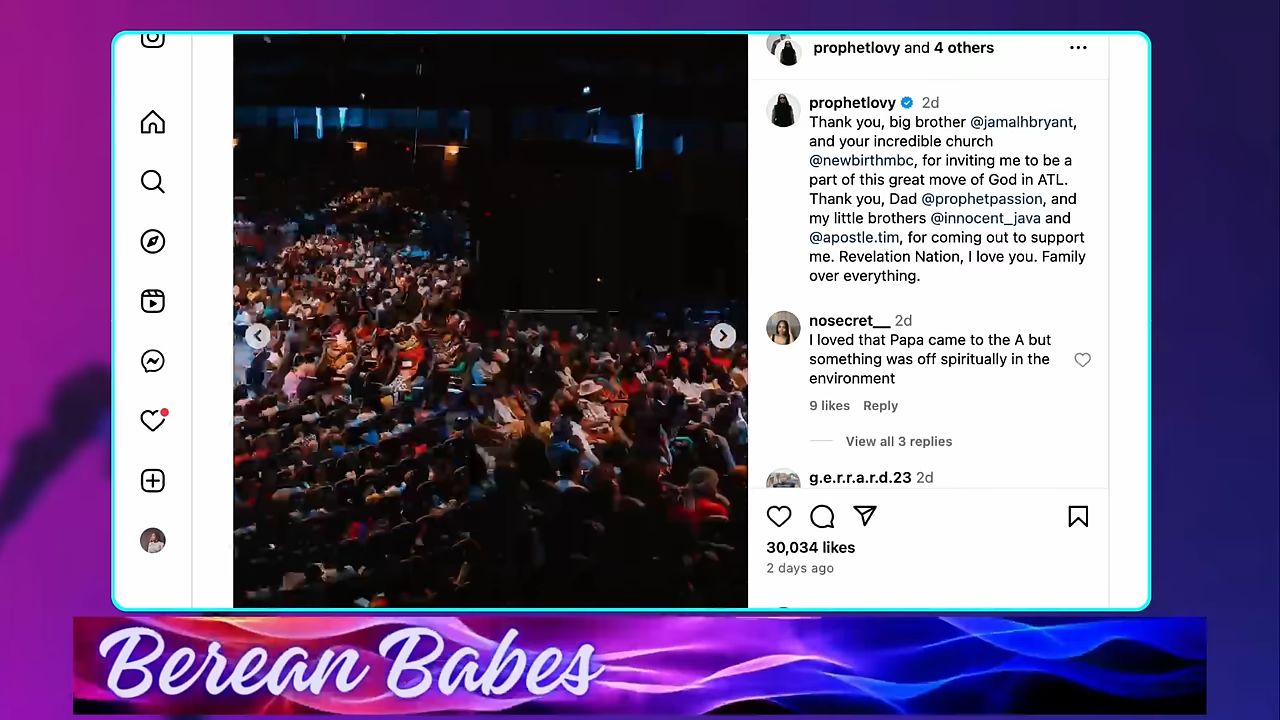 prophetlovy and 4 others
prophetlovy 2d
Thank you, big brother @jamalhbryant,
and your incredible church
@newbirthmbc, for inviting me to be a
part of this great move of God in ATL.
Thank you, Dad @prophetpassion, and
my little brothers @innocent_java and
@apostle.tim, for coming out to support
me. Revelation Nation, I love you. Family
over everything.
nosecret__ 2d
I loved that Papa came to the A but
something was off spiritually in the
environment
9 likes Reply
View all 3 replies
g.e.r.r.a.r.d.23 2d
30,034 likes
2 days ago
Berean Babes